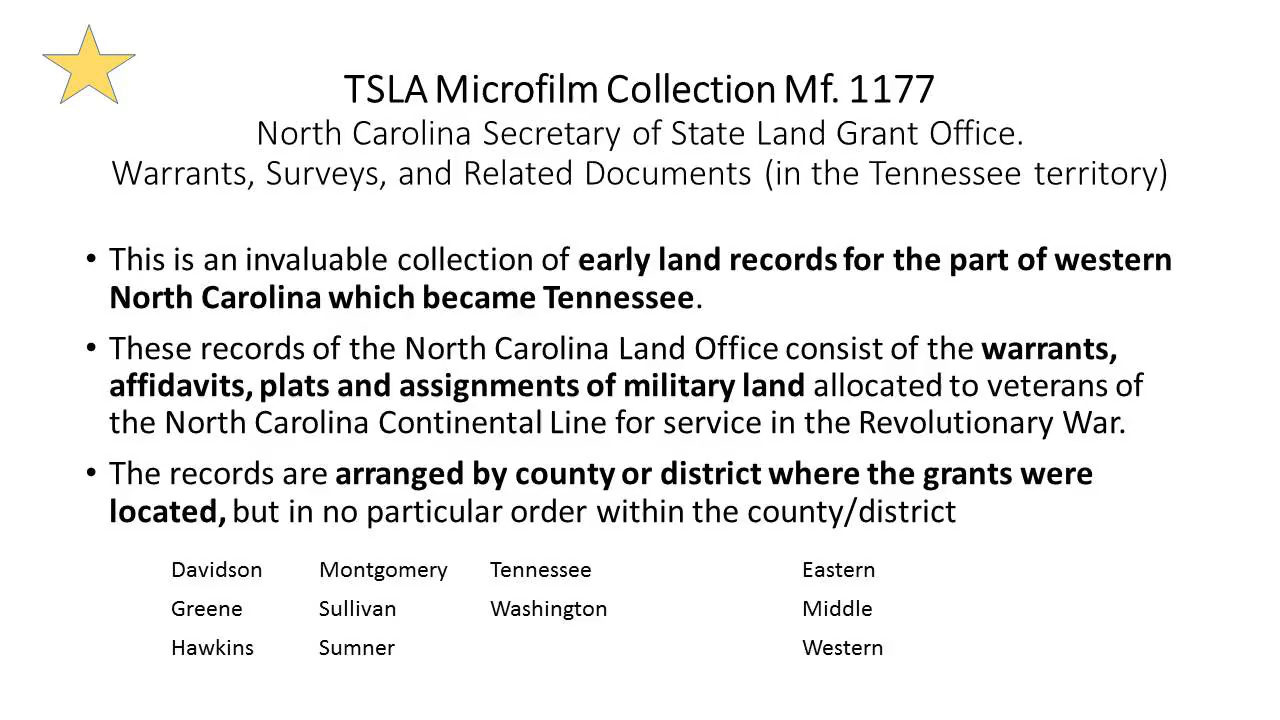 TSLA Microfilm Collection Mf. 1177
North Carolina Secretary of State Land Grant Office.
Warrants, Surveys, and Related Documents (in the Tennessee territory)
• This is an invaluable collection of early land records for the part of western
North Carolina which became Tennessee.
• These records of the North Carolina Land Office consist of the warrants,
affidavits, plats and assignments of military land allocated to veterans of
the North Carolina Continental Line for service in the Revolutionary War.
• The records are arranged by county or district where the grants were
located, but in no particular order within the county/district
Davidson Montgomery Tennessee Eastern
Greene Sullivan Washington Middle
Hawkins Sumner Western